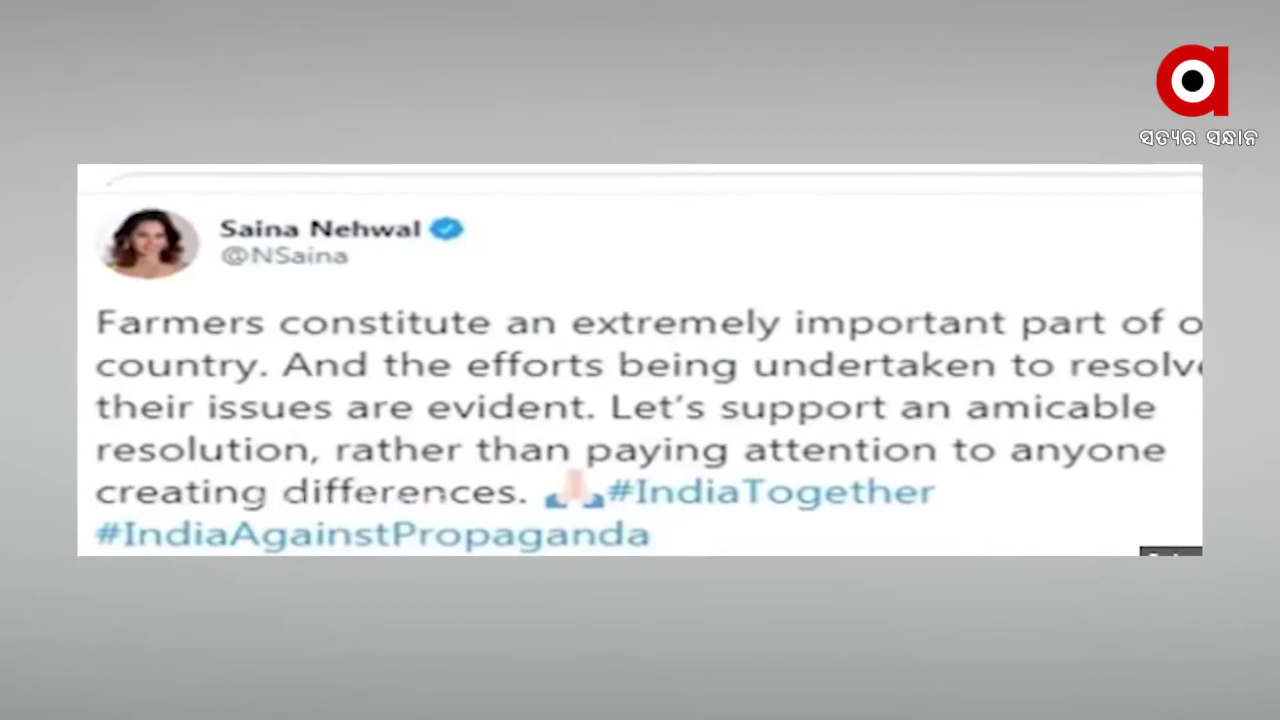 ସତ୍ୟର ସନ୍ଧାନ
Saina Nehwal
@NSaina
Farmers constitute an extremely important part of o
country. And the efforts being undertaken to resolve
their issues are evident. Let's support an amicable
resolution, rather than paying attention to anyone
creating differences. 🙏🏻#IndiaTogether
#IndiaAgainstPropaganda